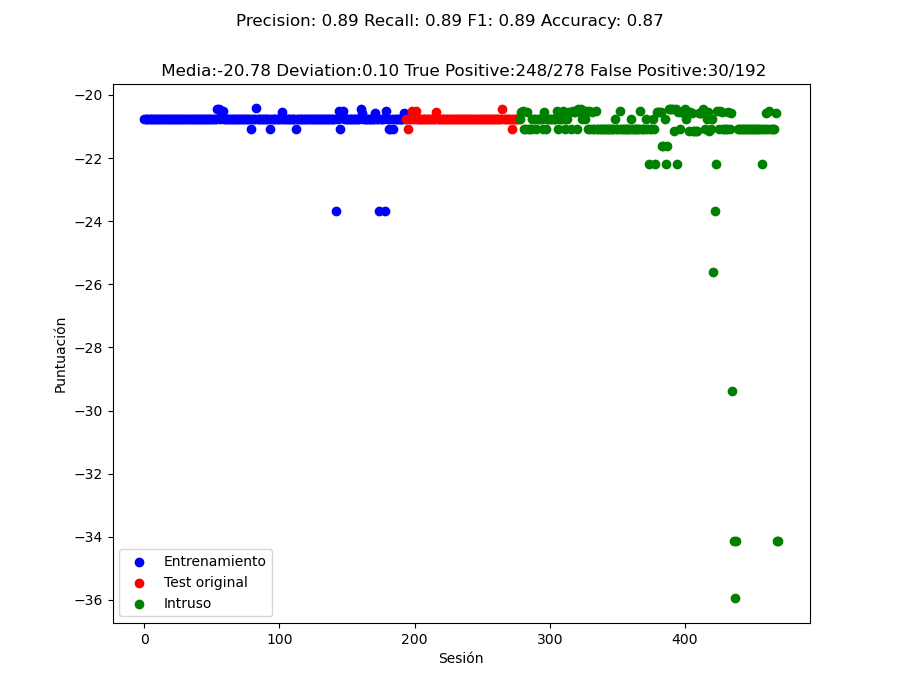 Precision: 0.89 Recall: 0.89 F1: 0.89 Accuracy: 0.87
Media:-20.78 Deviation:0.10 True Positive:248/278 False Positive:30/192
−20
−22
−24
−26
−28
−30
−32
−34
−36
Puntuación
Entrenamiento
Test original
Intruso
0
100
200
300
400
Sesión